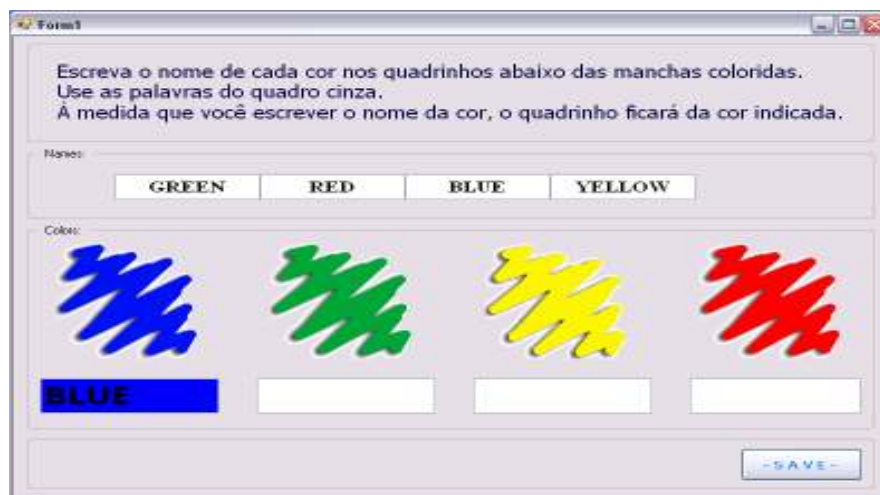 Form1
Escreva o nome de cada cor nos quadrinhos abaixo das manchas coloridas.
Use as palavras do quadro cinza.
À medida que você escrever o nome da cor, o quadrinho ficará da cor indicada.
Names:
GREEN RED BLUE YELLOW
Colors:
BLUE
- S A V E -